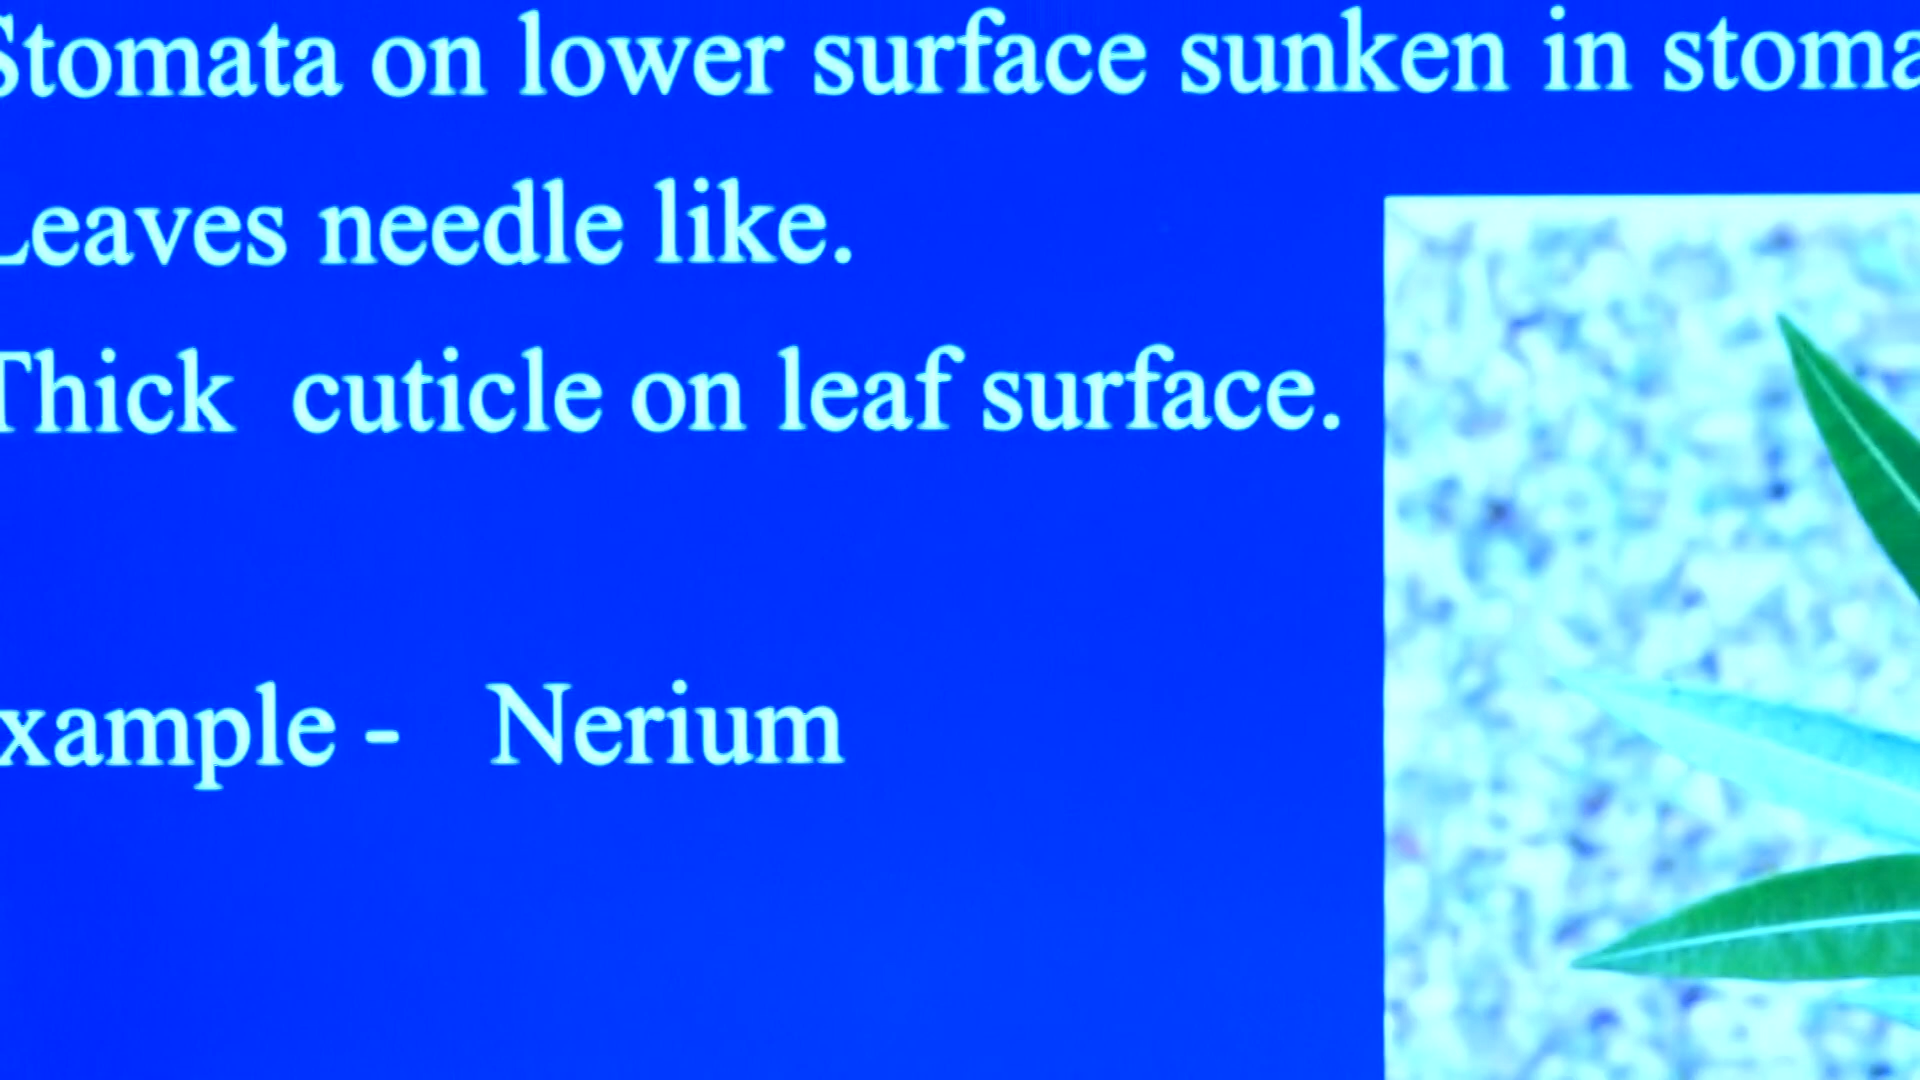 Stomata on lower surface sunken in stoma
Leaves needle like.
Thick cuticle on leaf surface.
xample - Nerium